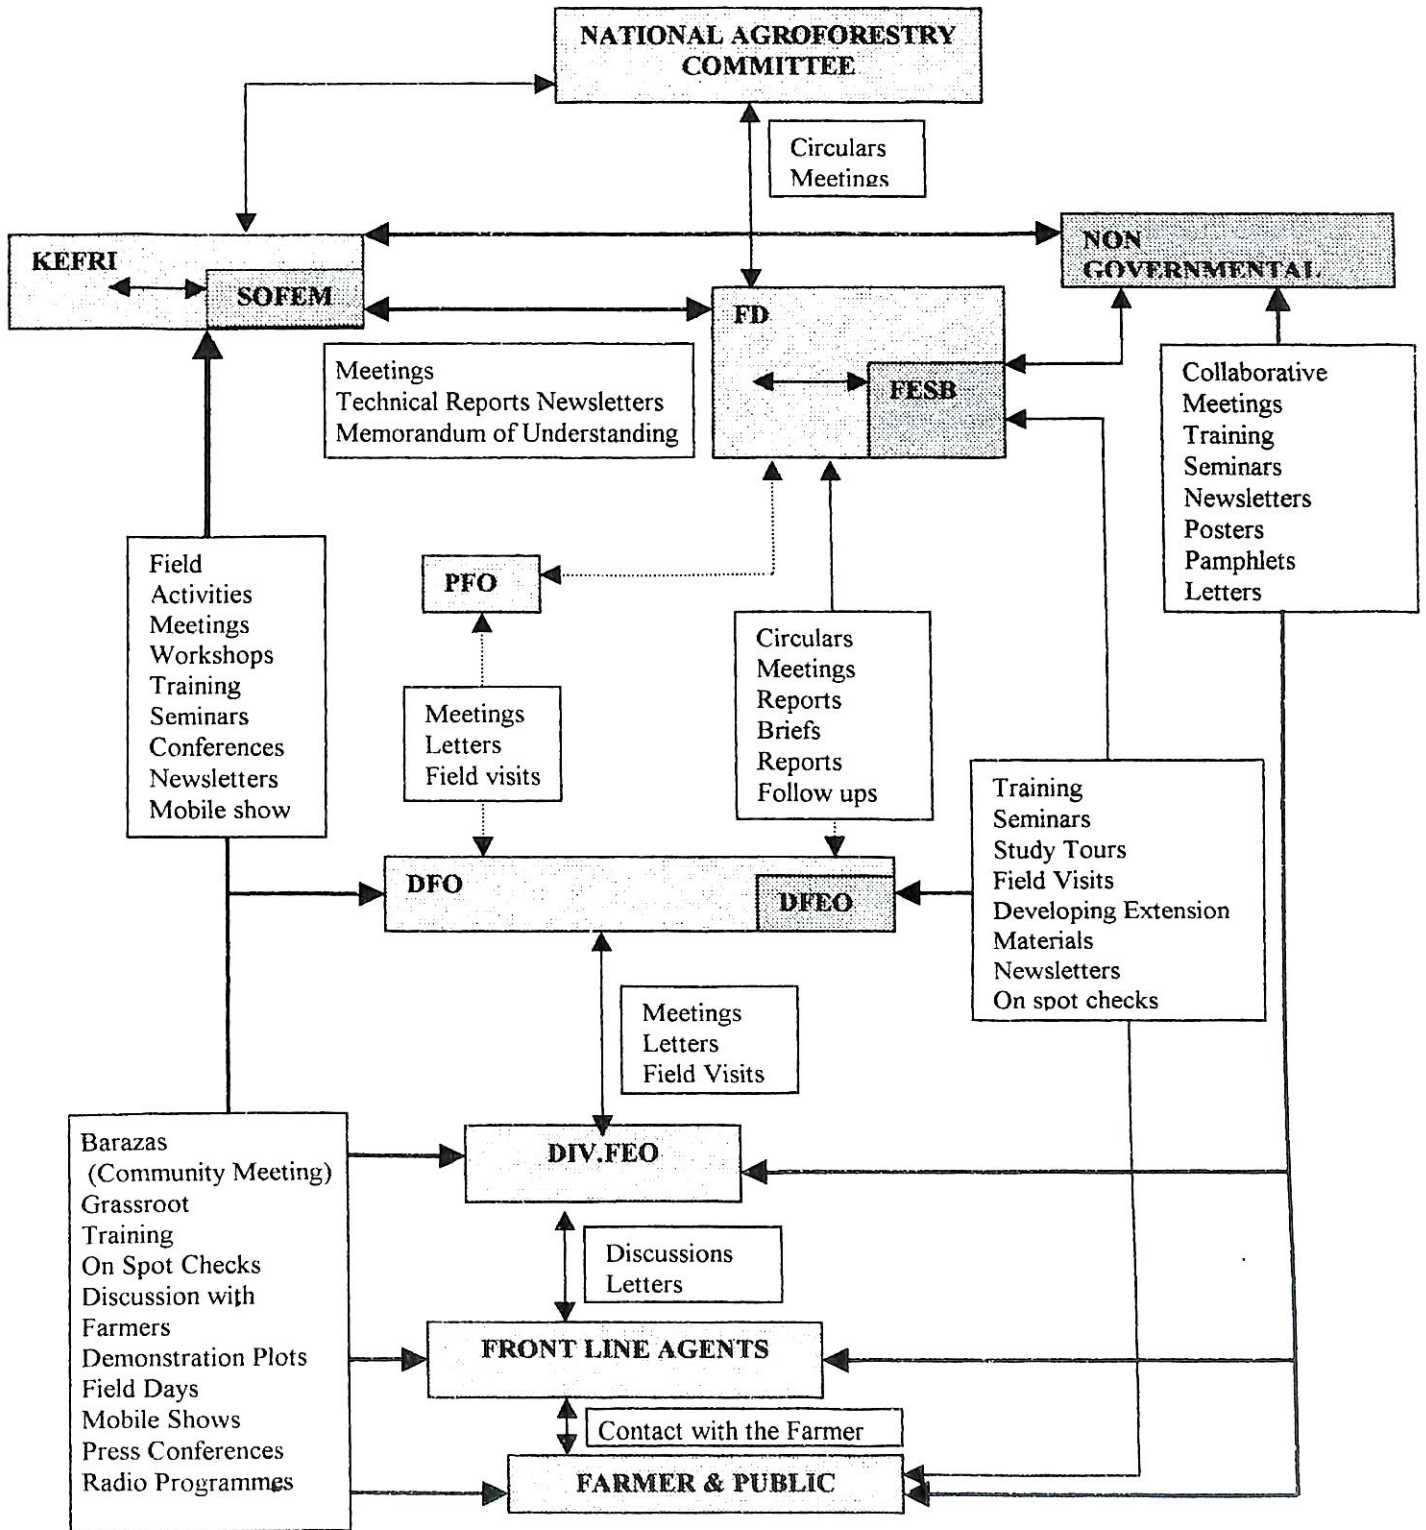 NATIONAL AGROFORESTRY
COMMITTEE
Circulars
Meetings
KEFRI
SOFEM
NON
GOVERNMENTAL
FD
FESB
Meetings
Technical Reports Newsletters
Memorandum of Understanding
Collaborative
Meetings
Training
Seminars
Newsletters
Posters
Pamphlets
Letters
Field
Activities
Meetings
Workshops
Training
Seminars
Conferences
Newsletters
Mobile show
PFO
Meetings
Letters
Field visits
Circulars
Meetings
Reports
Briefs
Reports
Follow ups
Training
Seminars
Study Tours
Field Visits
Developing Extension
Materials
Newsletters
On spot checks
DFO
DFEO
Meetings
Letters
Field Visits
Barazas
(Community Meeting)
Grassroot
Training
On Spot Checks
Discussion with
Farmers
Demonstration Plots
Field Days
Mobile Shows
Press Conferences
Radio Programmes
DIV.FEO
Discussions
Letters
FRONT LINE AGENTS
Contact with the Farmer
FARMER & PUBLIC